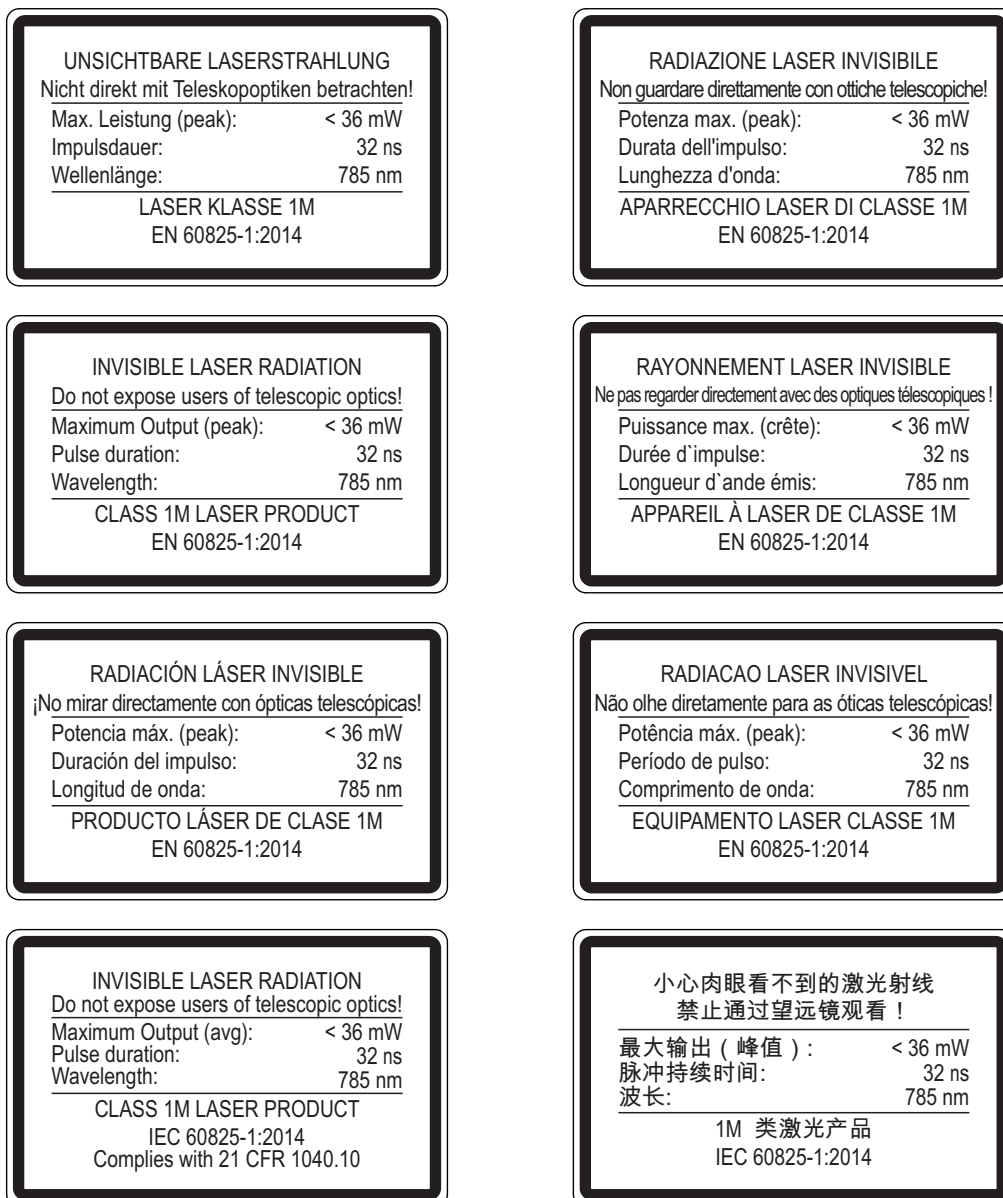 UNSICHTBARE LASERSTRAHLUNG
Nicht direkt mit Teleskopoptiken betrachten!
Max. Leistung (peak): < 36 mW
Impulsdauer: 32 ns
Wellenlänge: 785 nm
LASER KLASSE 1M
EN 60825-1:2014
RADIAZIONE LASER INVISIBILE
Non guardare direttamente con ottiche telescopiche!
Potenza max. (peak): < 36 mW
Durata dell'impulso: 32 ns
Lunghezza d'onda: 785 nm
APARRECCHIO LASER DI CLASSE 1M
EN 60825-1:2014
INVISIBLE LASER RADIATION
Do not expose users of telescopic optics!
Maximum Output (peak): < 36 mW
Pulse duration: 32 ns
Wavelength: 785 nm
CLASS 1M LASER PRODUCT
EN 60825-1:2014
RAYONNEMENT LASER INVISIBLE
Ne pas regarder directement avec des optiques télescopiques !
Puissance max. (crête): < 36 mW
Durée d`impulse: 32 ns
Longueur d`ande émis: 785 nm
APPAREIL À LASER DE CLASSE 1M
EN 60825-1:2014
RADIACIÓN LÁSER INVISIBLE
¡No mirar directamente con ópticas telescópicas!
Potencia máx. (peak): < 36 mW
Duración del impulso: 32 ns
Longitud de onda: 785 nm
PRODUCTO LÁSER DE CLASE 1M
EN 60825-1:2014
RADIACAO LASER INVISIVEL
Não olhe diretamente para as óticas telescópicas!
Potência máx. (peak): < 36 mW
Período de pulso: 32 ns
Comprimento de onda: 785 nm
EQUIPAMENTO LASER CLASSE 1M
EN 60825-1:2014
INVISIBLE LASER RADIATION
Do not expose users of telescopic optics!
Maximum Output (avg): < 36 mW
Pulse duration: 32 ns
Wavelength: 785 nm
CLASS 1M LASER PRODUCT
IEC 60825-1:2014
Complies with 21 CFR 1040.10
小心肉眼看不到的激光射线
禁止通过望远镜观看！
最大输出（峰值）: < 36 mW
脉冲持续时间: 32 ns
波长: 785 nm
1M 类激光产品
IEC 60825-1:2014